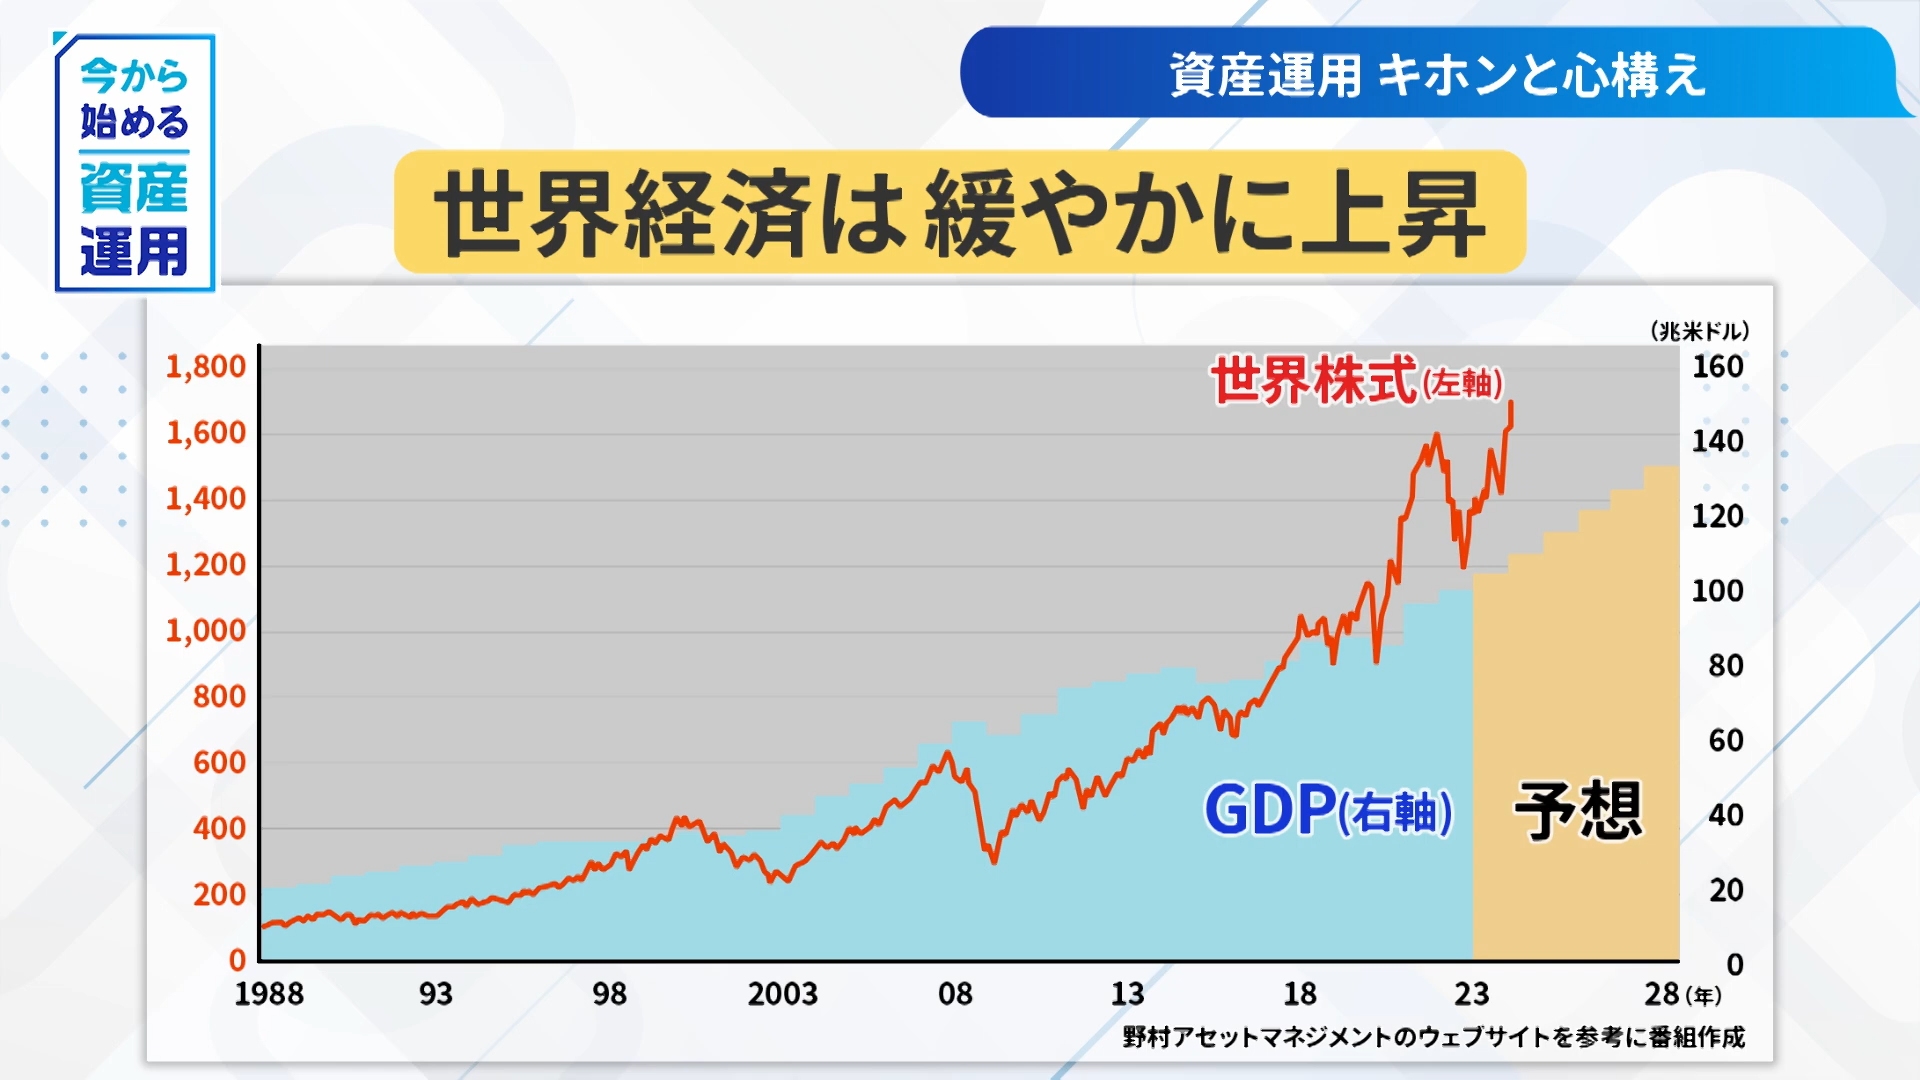 今から
始める
資産
運用
資産運用 キホンと心構え
世界経済は 緩やかに上昇
(兆米ドル)
世界株式(左軸)
1,800
1,600
1,400
1,200
1,000
800
600
400
200
0
160
140
120
100
80
60
40
20
0
GDP(右軸)
予想
1988 93 98 2003 08 13 18 23 28(年)
野村アセットマネジメントのウェブサイトを参考に番組作成